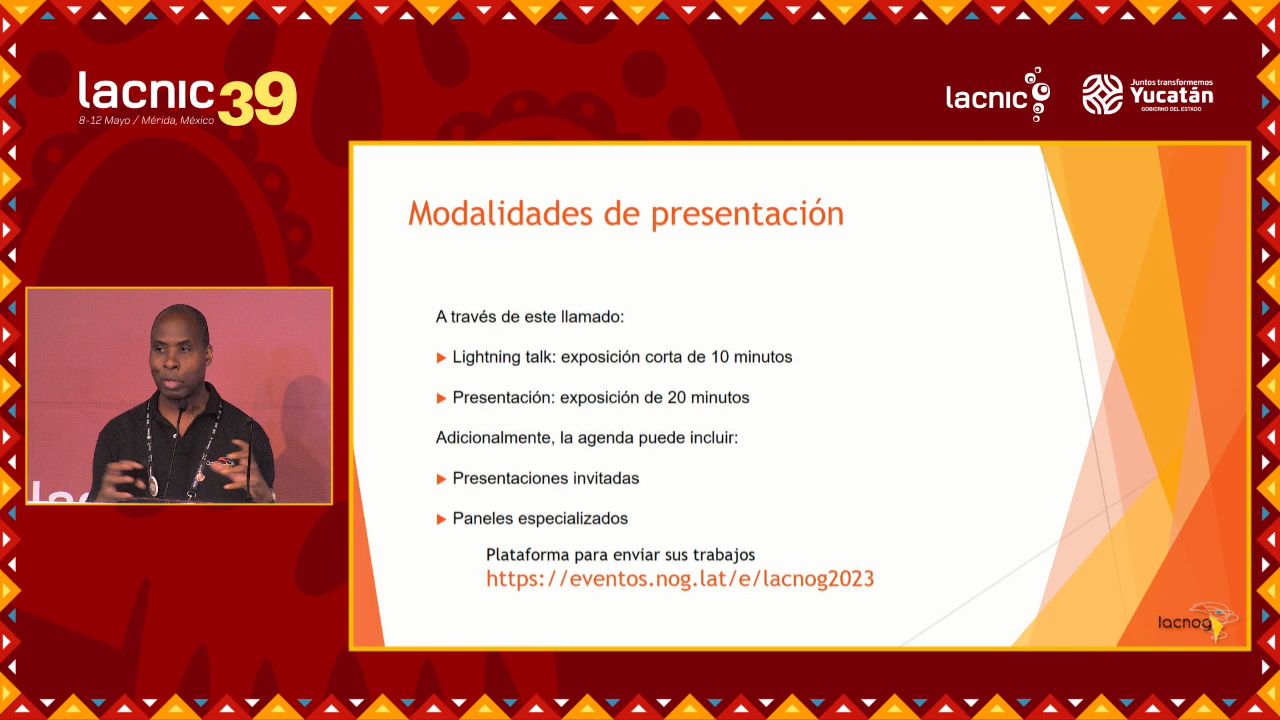 lacnic 39
8-12 Mayo / Mérida, México
lacnic
Juntos transformemos
Yucatán
GOBIERNO DEL ESTADO
Modalidades de presentación
A través de este llamado:
Lightning talk: exposición corta de 10 minutos
Presentación: exposición de 20 minutos
Adicionalmente, la agenda puede incluir:
Presentaciones invitadas
Paneles especializados
Plataforma para enviar sus trabajos
https://eventos.nog.lat/e/lacnog2023
lacnog